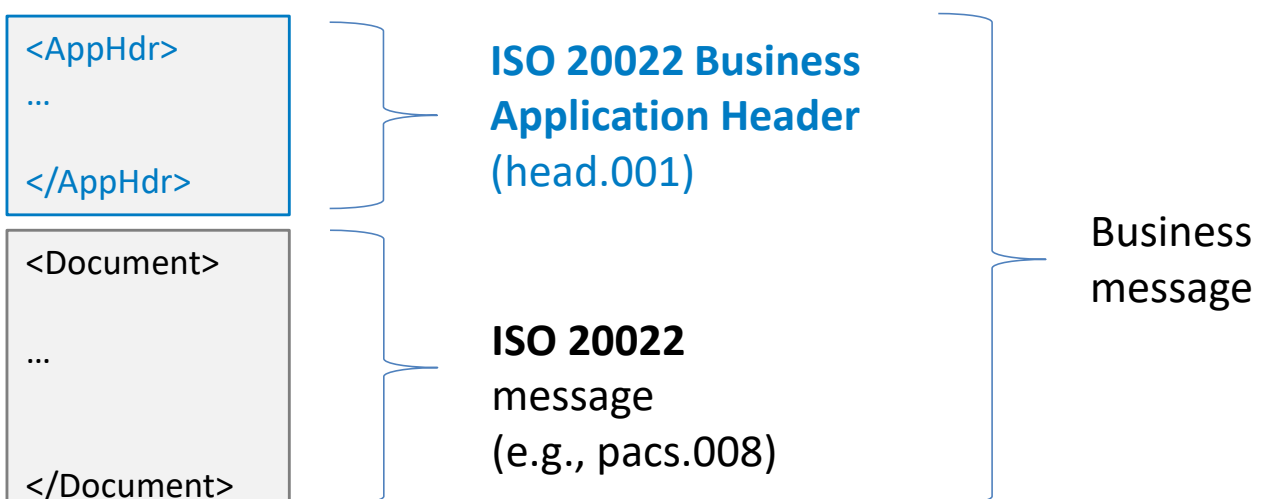 <AppHdr>
…
</AppHdr>
ISO 20022 Business
Application Header
(head.001)
<Document>
…
</Document>
ISO 20022
message
(e.g., pacs.008)
Business
message